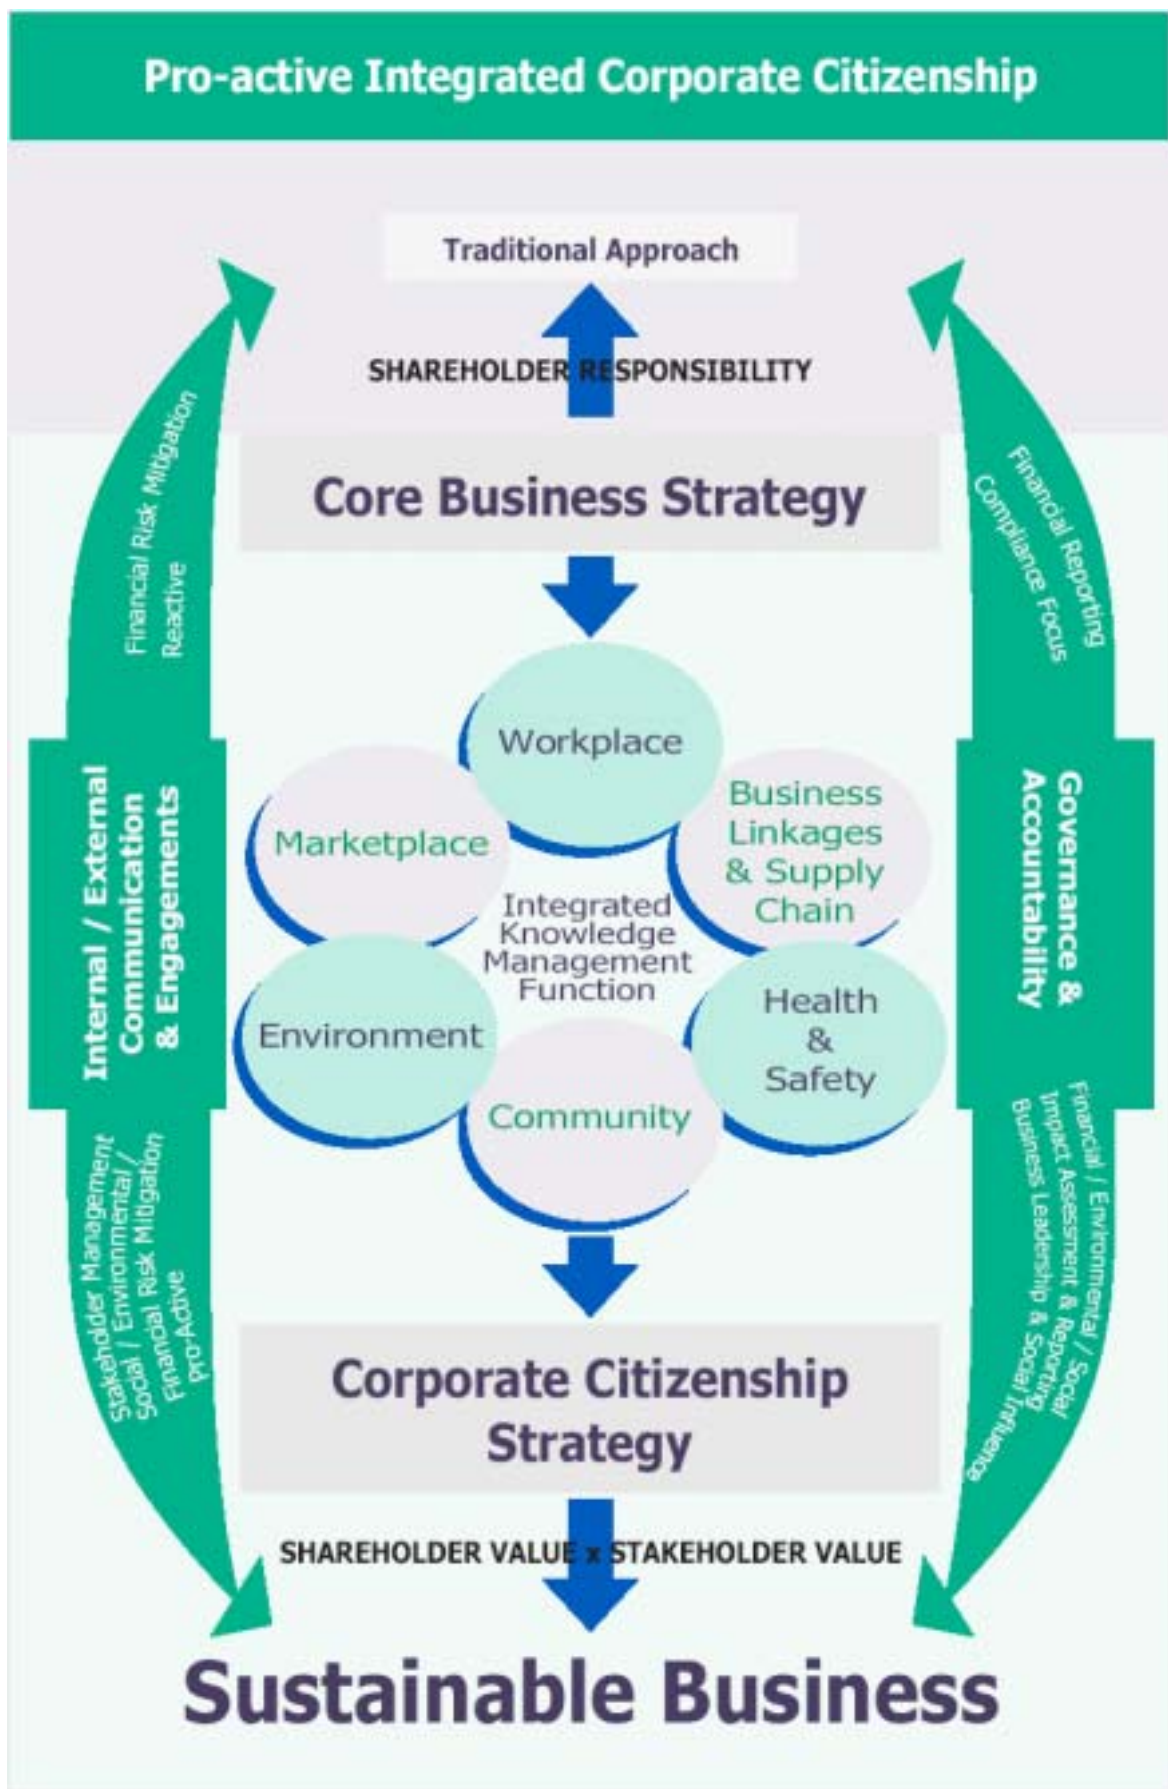 Pro-active Integrated Corporate Citizenship
Traditional Approach
SHAREHOLDER RESPONSIBILITY
Core Business Strategy
Financial Risk Mitigation
Reactive
Financial Reporting
Compliance Focus
Workplace
Marketplace
Business
Linkages
& Supply
Chain
Integrated
Knowledge
Management
Function
Environment
Health
&
Safety
Community
Internal / External
Communication
& Engagements
Governance &
Accountability
Stakeholder Management
Social / Environmental /
Social Risk Mitigation
Financial Risk Mitigation
Pro-Active
Financial / Environmental / Social
Impact Assessment & Reporting
Business Leadership & Social Influence
Corporate Citizenship
Strategy
SHAREHOLDER VALUE x STAKEHOLDER VALUE
Sustainable Business